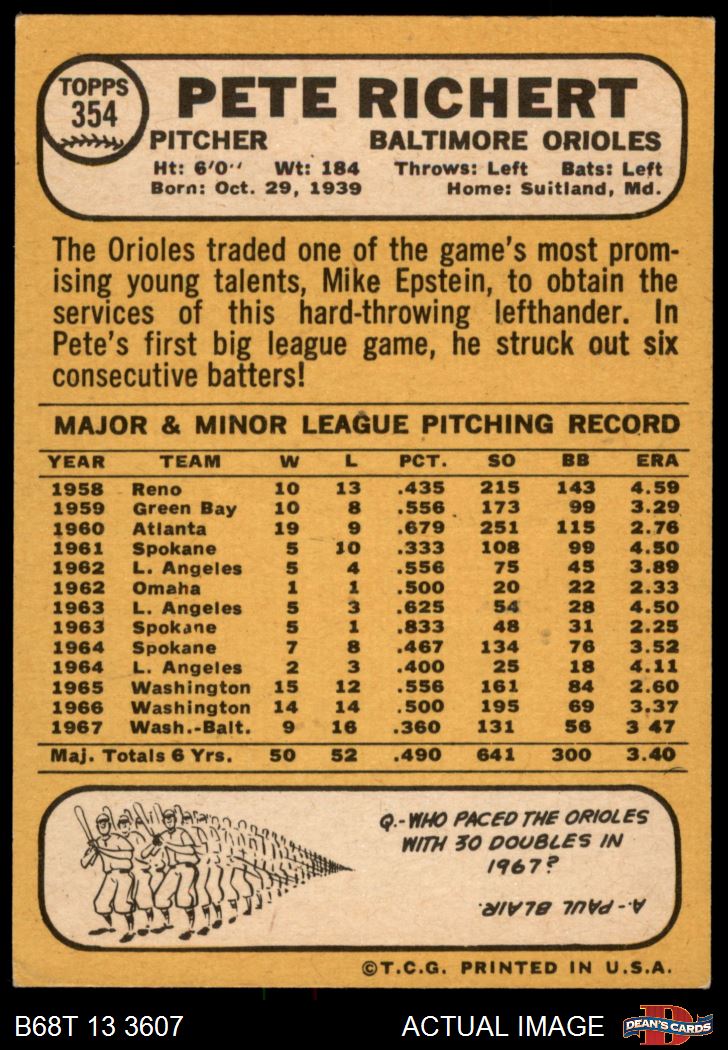 TOPPS
354
PETE RICHERT
PITCHER BALTIMORE ORIOLES
Ht: 6'0" Wt: 184 Throws: Left Bats: Left
Born: Oct. 29, 1939 Home: Suitland, Md.
The Orioles traded one of the game's most prom-
ising young talents, Mike Epstein, to obtain the
services of this hard-throwing lefthander. In
Pete's first big league game, he struck out six
consecutive batters!
MAJOR & MINOR LEAGUE PITCHING RECORD
YEAR TEAM W L PCT. SO BB ERA
1958 Reno 10 13 .435 215 143 4.59
1959 Green Bay 10 8 .556 173 99 3.29
1960 Atlanta 19 9 .679 251 115 2.76
1961 Spokane 5 10 .333 108 99 4.50
1962 L. Angeles 5 4 .556 75 45 3.89
1962 Omaha 1 1 .500 20 22 2.33
1963 L. Angeles 5 3 .625 54 28 4.50
1963 Spokane 5 1 .833 48 31 2.25
1964 Spokane 7 8 .467 134 76 3.52
1964 L. Angeles 2 3 .400 25 18 4.11
1965 Washington 15 12 .556 161 84 2.60
1966 Washington 14 14 .500 195 69 3.37
1967 Wash.-Balt. 9 16 .360 131 56 3 47
Maj. Totals 6 Yrs. 50 52 .490 641 300 3.40
Q.-WHO PACED THE ORIOLES
WITH 30 DOUBLES IN
1967?
A.-PAUL BLAIR.
©T.C.G. PRINTED IN U.S.A.
B68T 13 3607 ACTUAL IMAGE
D
DEAN'S CARDS